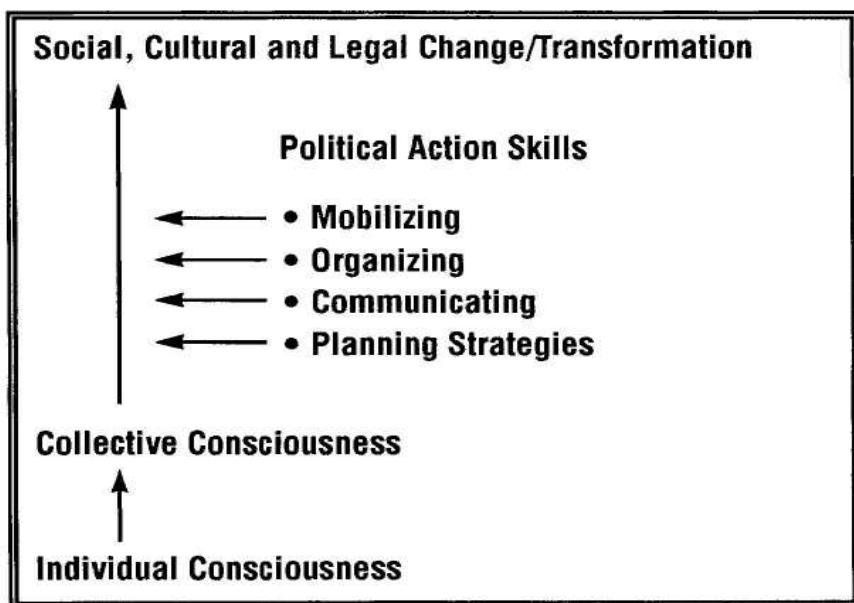 Social, Cultural and Legal Change/Transformation
Political Action Skills
• Mobilizing
• Organizing
• Communicating
• Planning Strategies
Collective Consciousness
Individual Consciousness